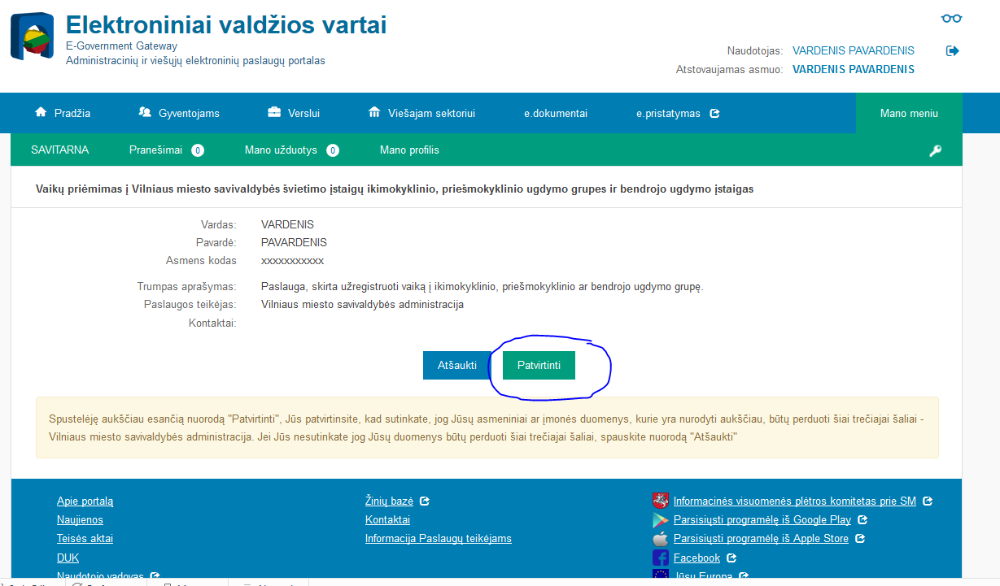 Elektroniniai valdžios vartai
E-Government Gateway
Administracinių ir viešųjų elektroninių paslaugų portalas
Naudotojas: VARDENIS PAVARDENIS
Atstovaujamas asmuo: VARDENIS PAVARDENIS
Pradžia Gyventojams Verslui Viešajam sektoriui e.dokumentai e.pristatymas Mano meniu
SAVITARNA Pranešimai 0 Mano užduotys 0 Mano profilis
Vaikų priėmimas į Vilniaus miesto savivaldybės švietimo įstaigų ikimokyklinio, priešmokyklinio ugdymo grupes ir bendrojo ugdymo įstaigas
Vardas: VARDENIS
Pavardė: PAVARDENIS
Asmens kodas xxxxxxxxxxx
Trumpas aprašymas: Paslauga, skirta užregistruoti vaiką į ikimokyklinio, priešmokyklinio ar bendrojo ugdymo grupę.
Paslaugos teikėjas: Vilniaus miesto savivaldybės administracija
Kontaktai:
Atšaukti Patvirtinti
Spustelėję aukščiau esančią nuorodą "Patvirtinti", Jūs patvirtinsite, kad sutinkate, jog Jūsų asmeniniai ar įmonės duomenys, kurie yra nurodyti aukščiau, būtų perduoti šiai trečiajai šaliai -
Vilniaus miesto savivaldybės administracija. Jei Jūs nesutinkate jog Jūsų duomenys būtų perduoti šiai trečiajai šaliai, spauskite nuorodą "Atšaukti"
Apie portalą Žinių bazė Informacinės visuomenės plėtros komitetas prie SM
Naujienos Kontaktai Parsisiųsti programėlę iš Google Play
Teisės aktai Informacija Paslaugų teikėjams Parsisiųsti programėlę iš Apple Store
DUK Facebook
Naudotojo vadovas Jūsų Europa